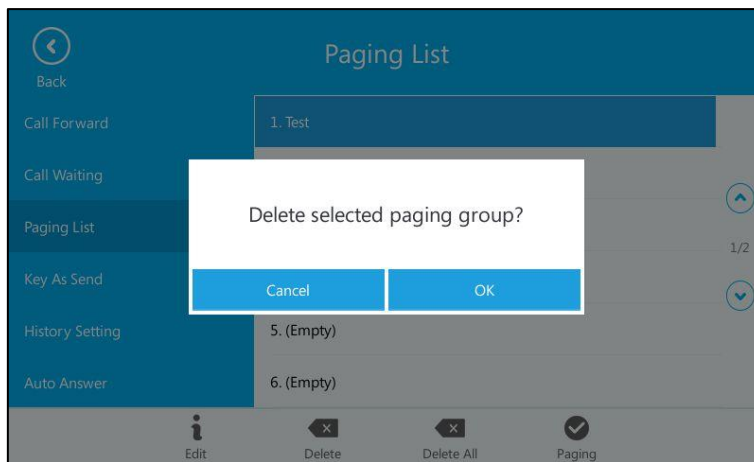 Back
Paging List
Call Forward
1. Test
Call Waiting
Paging List
Delete selected paging group?
1/2
Key As Send
Cancel
OK
History Setting
5. (Empty)
Auto Answer
6. (Empty)
Edit
Delete
Delete All
Paging